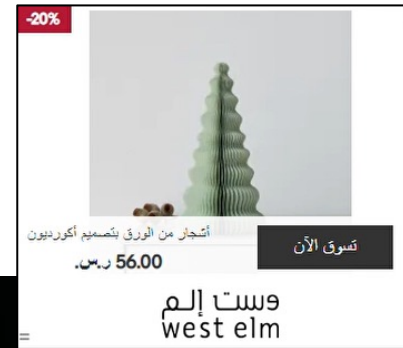 -20%
أشجار من الورق بتصميم أكورديون
56.00 ر.س.
تسوق الآن
وست إلم
west elm